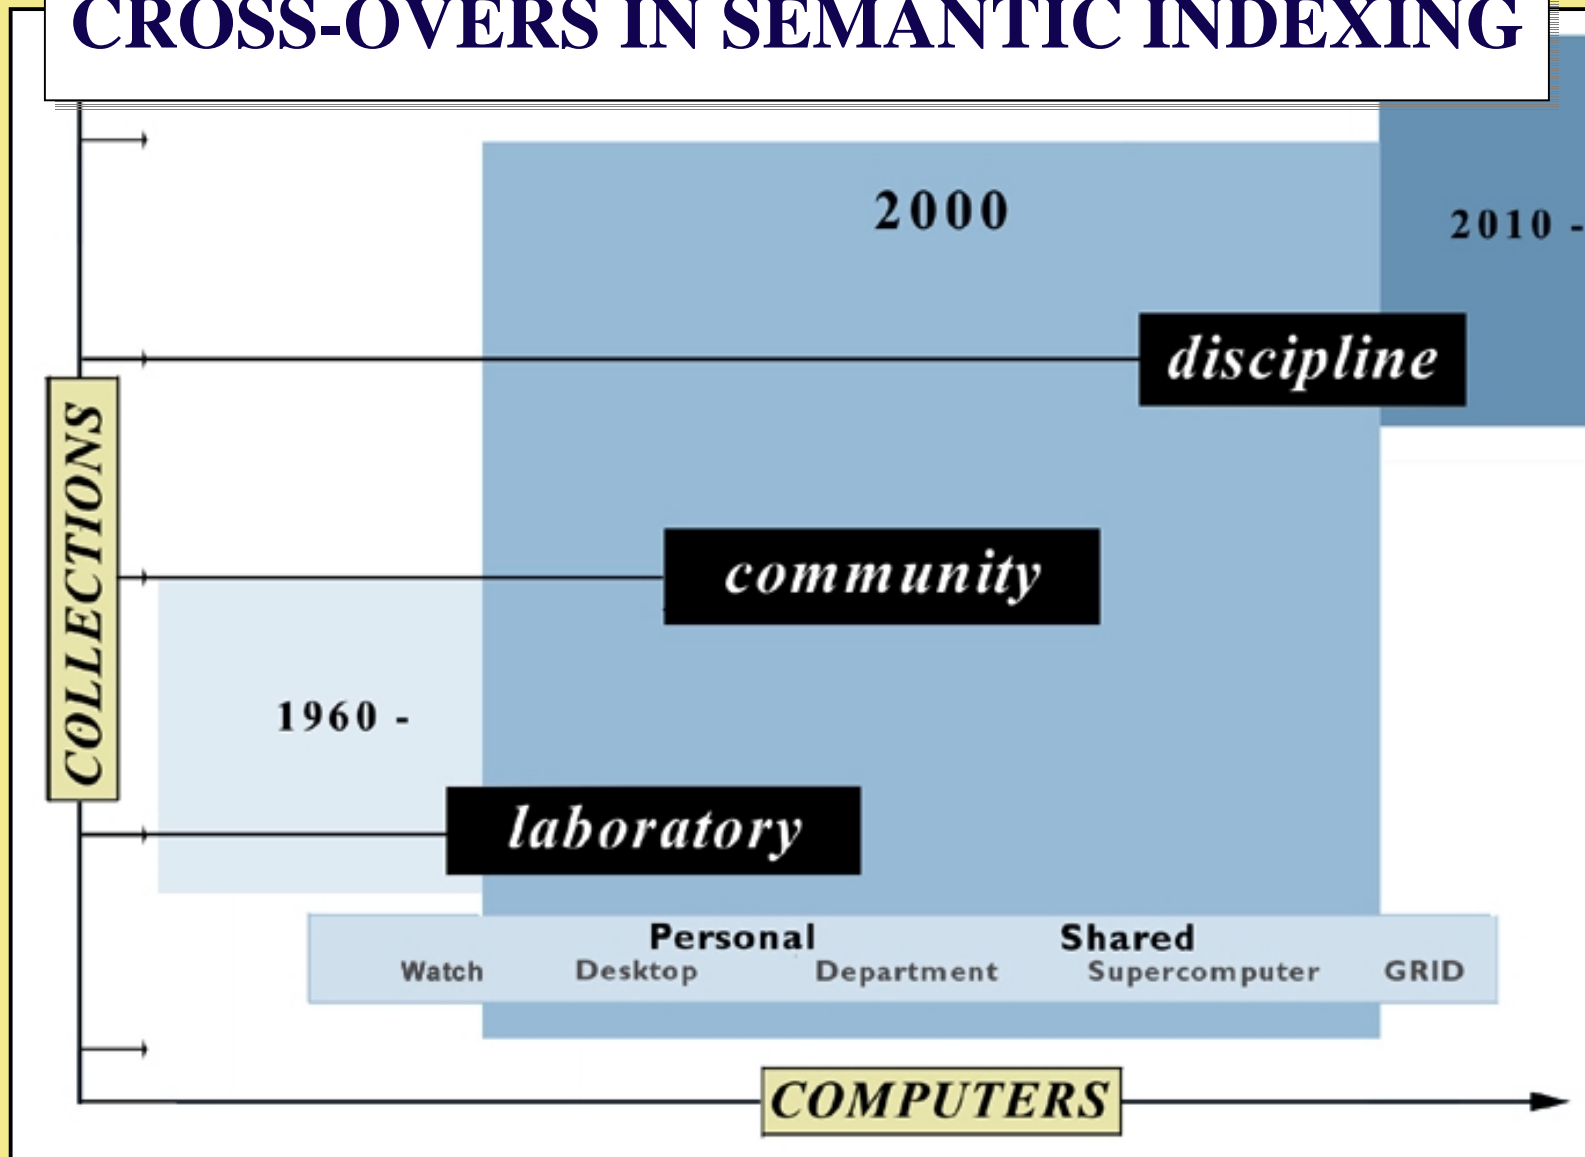 CROSS-OVERS IN SEMANTIC INDEXING
2000
2010 -
discipline
COLLECTIONS
community
1960 -
laboratory
Personal Shared
Watch Desktop Department Supercomputer GRID
COMPUTERS